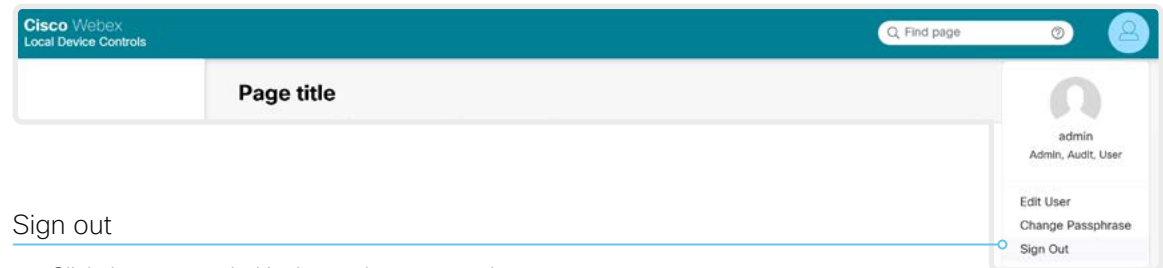 Cisco Webex
Local Device Controls
Find page
Page title
admin
Admin, Audit, User
Edit User
Change Passphrase
Sign Out
Sign out